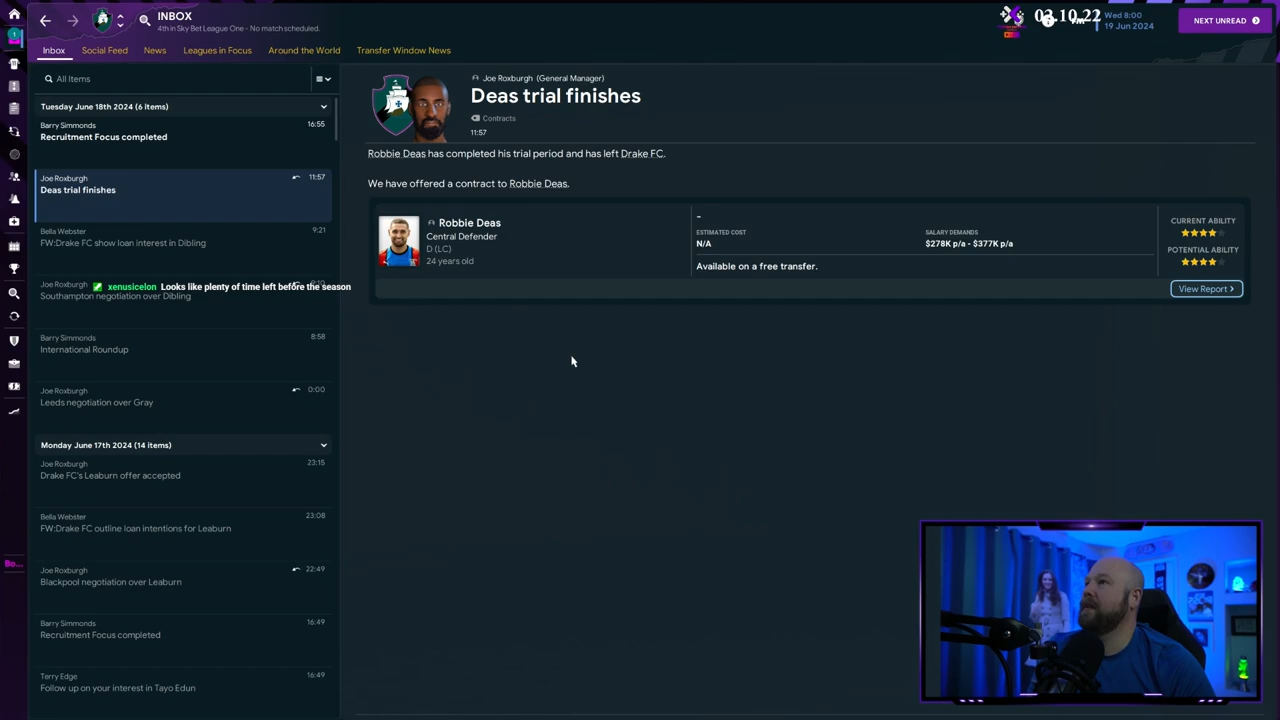 INBOX
4th in Sky Bet League One - No match scheduled.
03.10.22
Wed 8:00
19 Jun 2024
NEXT UNREAD
Inbox
Social Feed
News
Leagues in Focus
Around the World
Transfer Window News
All Items
Tuesday June 18th 2024 (6 items)
Barry Simmonds 16:55
Recruitment Focus completed
Joe Roxburgh 11:57
Deas trial finishes
Bella Webster 9:21
FW:Drake FC show loan interest in Dibling
Joe Roxburgh
xenusicelon Looks like plenty of time left before the season
Southampton negotiation over Dibling
Barry Simmonds 8:58
International Roundup
Joe Roxburgh 0:00
Leeds negotiation over Gray
Monday June 17th 2024 (14 items)
Joe Roxburgh 23:15
Drake FC's Leaburn offer accepted
Bella Webster 23:08
FW:Drake FC outline loan intentions for Leaburn
Joe Roxburgh 22:49
Blackpool negotiation over Leaburn
Barry Simmonds 16:49
Recruitment Focus completed
Terry Edge 16:49
Follow up on your interest in Tayo Edun
Bo...
Joe Roxburgh (General Manager)
Deas trial finishes
Contracts
11:57
Robbie Deas has completed his trial period and has left Drake FC.
We have offered a contract to Robbie Deas.
Robbie Deas
Central Defender
D (LC)
24 years old
-
ESTIMATED COST
N/A
SALARY DEMANDS
$278K p/a - $377K p/a
Available on a free transfer.
CURRENT ABILITY
POTENTIAL ABILITY
View Report